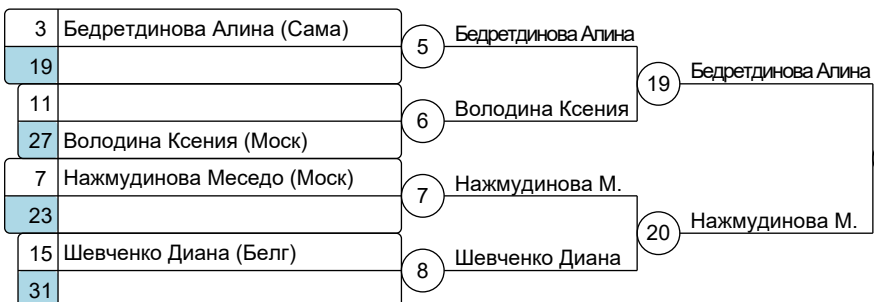 3 Бедретдинова Алина (Сама)
19
11
27 Володина Ксения (Моск)
7 Нажмудинова Меседо (Моск)
23
15 Шевченко Диана (Белг)
31
5 Бедретдинова Алина
6 Володина Ксения
7 Нажмудинова М.
8 Шевченко Диана
19 Бедретдинова Алина
20 Нажмудинова М.